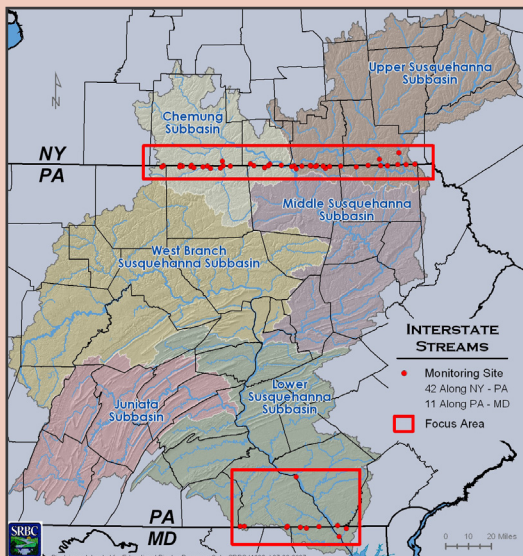 Upper Susquehanna
Subbasin
Chemung
Subbasin
NY
PA
Middle Susquehanna
Subbasin
West Branch
Susquehanna Subbasin
INTERSTATE
STREAMS
Monitoring Site
42 Along NY - PA
11 Along PA - MD
Focus Area
Lower
Susquehanna
Subbasin
Juniata
Subbasin
PA
MD
SRBC
0 10 20 Miles